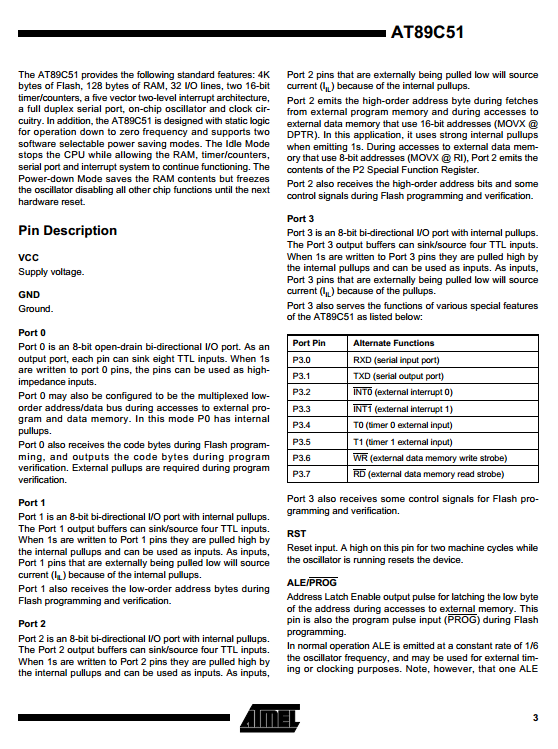 AT89C51
The AT89C51 provides the following standard features: 4K
bytes of Flash, 128 bytes of RAM, 32 I/O lines, two 16-bit
timer/counters, a five vector two-level interrupt architecture,
a full duplex serial port, on-chip oscillator and clock cir-
cuitry. In addition, the AT89C51 is designed with static logic
for operation down to zero frequency and supports two
software selectable power saving modes. The Idle Mode
stops the CPU while allowing the RAM, timer/counters,
serial port and interrupt system to continue functioning. The
Power-down Mode saves the RAM contents but freezes
the oscillator disabling all other chip functions until the next
hardware reset.
Pin Description
VCC
Supply voltage.
GND
Ground.
Port 0
Port 0 is an 8-bit open-drain bi-directional I/O port. As an
output port, each pin can sink eight TTL inputs. When 1s
are written to port 0 pins, the pins can be used as high-
impedance inputs.
Port 0 may also be configured to be the multiplexed low-
order address/data bus during accesses to external pro-
gram and data memory. In this mode P0 has internal
pullups.
Port 0 also receives the code bytes during Flash program-
ming, and outputs the code bytes during program
verification. External pullups are required during program
verification.
Port 1
Port 1 is an 8-bit bi-directional I/O port with internal pullups.
The Port 1 output buffers can sink/source four TTL inputs.
When 1s are written to Port 1 pins they are pulled high by
the internal pullups and can be used as inputs. As inputs,
Port 1 pins that are externally being pulled low will source
current (IIL) because of the internal pullups.
Port 1 also receives the low-order address bytes during
Flash programming and verification.
Port 2
Port 2 is an 8-bit bi-directional I/O port with internal pullups.
The Port 2 output buffers can sink/source four TTL inputs.
When 1s are written to Port 2 pins they are pulled high by
the internal pullups and can be used as inputs. As inputs,
Port 2 pins that are externally being pulled low will source
current (IIL) because of the internal pullups.
Port 2 emits the high-order address byte during fetches
from external program memory and during accesses to
external data memory that use 16-bit addresses (MOVX @
DPTR). In this application, it uses strong internal pullups
when emitting 1s. During accesses to external data mem-
ory that use 8-bit addresses (MOVX @ RI), Port 2 emits the
contents of the P2 Special Function Register.
Port 2 also receives the high-order address bits and some
control signals during Flash programming and verification.
Port 3
Port 3 is an 8-bit bi-directional I/O port with internal pullups.
The Port 3 output buffers can sink/source four TTL inputs.
When 1s are written to Port 3 pins they are pulled high by
the internal pullups and can be used as inputs. As inputs,
Port 3 pins that are externally being pulled low will source
current (IIL) because of the pullups.
Port 3 also serves the functions of various special features
of the AT89C51 as listed below:
Port Pin Alternate Functions
P3.0 RXD (serial input port)
P3.1 TXD (serial output port)
P3.2 INT0 (external interrupt 0)
P3.3 INT1 (external interrupt 1)
P3.4 T0 (timer 0 external input)
P3.5 T1 (timer 1 external input)
P3.6 WR (external data memory write strobe)
P3.7 RD (external data memory read strobe)
Port 3 also receives some control signals for Flash pro-
gramming and verification.
RST
Reset input. A high on this pin for two machine cycles while
the oscillator is running resets the device.
ALE/PROG
Address Latch Enable output pulse for latching the low byte
of the address during accesses to external memory. This
pin is also the program pulse input (PROG) during Flash
programming.
In normal operation ALE is emitted at a constant rate of 1/6
the oscillator frequency, and may be used for external tim-
ing or clocking purposes. Note, however, that one ALE
ATMEL
3